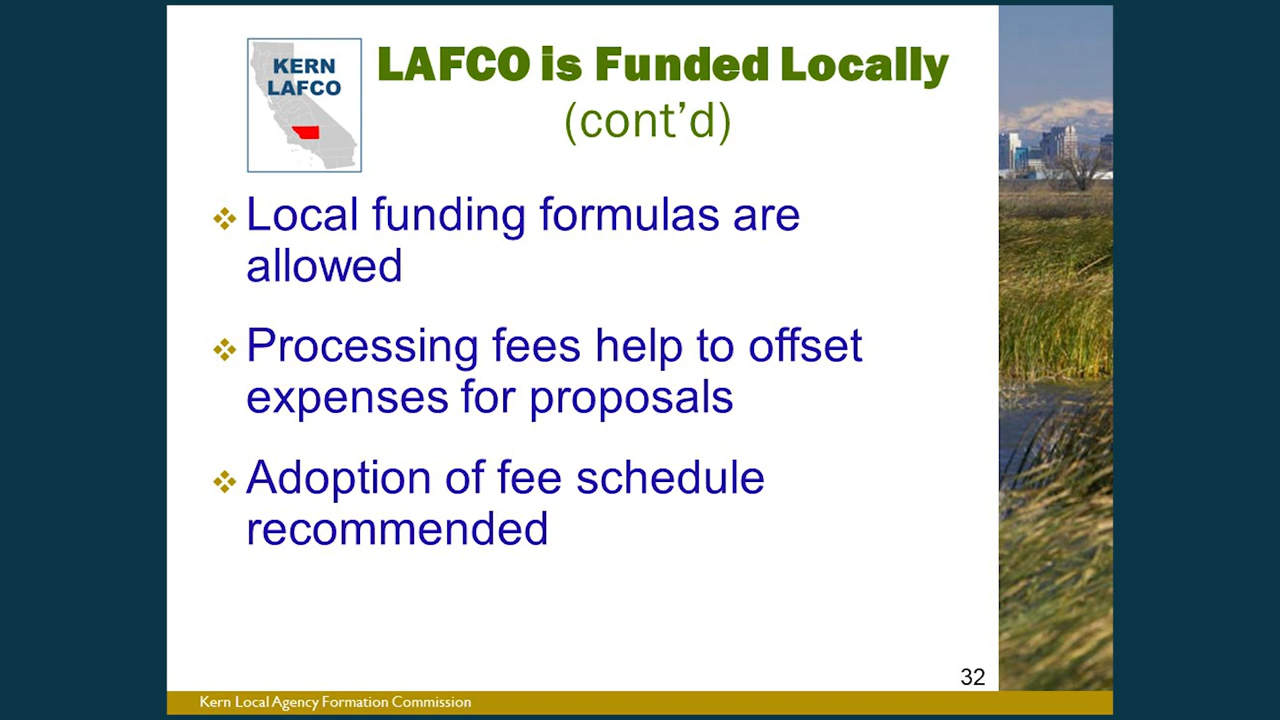 KERN
LAFCO
LAFCO is Funded Locally
(cont’d)
❖ Local funding formulas are
allowed
❖ Processing fees help to offset
expenses for proposals
❖ Adoption of fee schedule
recommended
32
Kern Local Agency Formation Commission